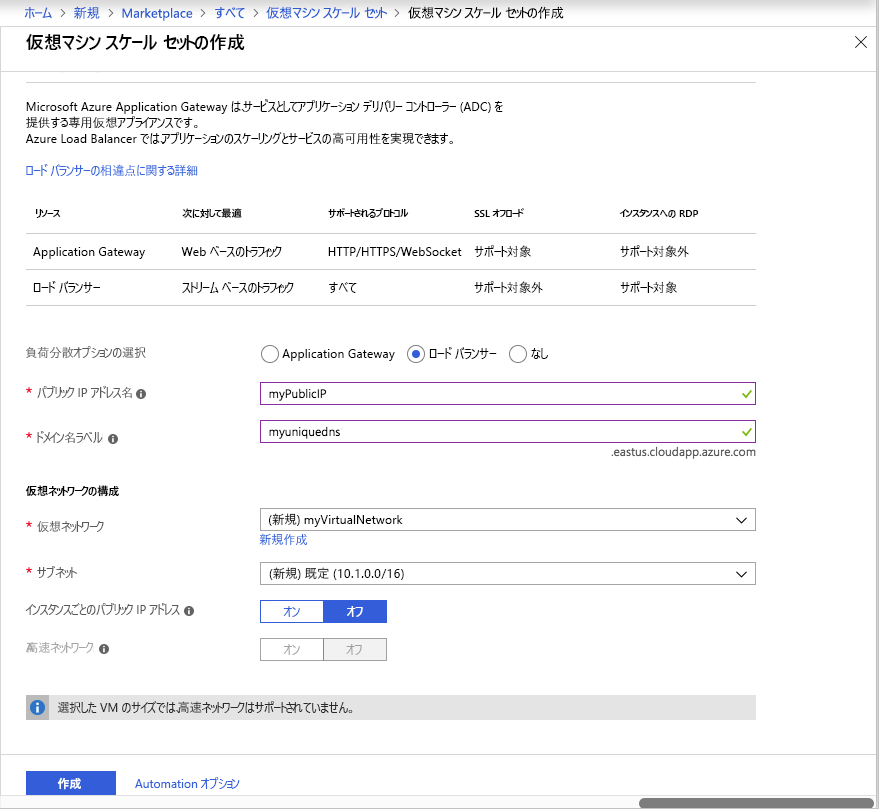 ホーム > 新規 > Marketplace > すべて > 仮想マシン スケール セット > 仮想マシン スケール セットの作成
仮想マシン スケール セットの作成
Microsoft Azure Application Gateway は、サービスとしてアプリケーション デリバリー コントローラー (ADC) を
提供する専用仮想アプライアンスです。
Azure Load Balancer では、アプリケーションのスケーリングとサービスの高可用性を実現できます。
ロード バランサーの相違点に関する詳細
リソース 次に対して最適 サポートされるプロトコル SSL オフロード インスタンスへの RDP
Application Gateway Web ベースのトラフィック HTTP/HTTPS/WebSocket サポート対象 サポート対象外
ロード バランサー ストリーム ベースのトラフィック すべて サポート対象外 サポート対象
負荷分散オプションの選択 Application Gateway ロード バランサー なし
* パブリック IP アドレス名 myPublicIP
* ドメイン名ラベル myuniquedns
.eastus.cloudapp.azure.com
仮想ネットワークの構成
* 仮想ネットワーク (新規) myVirtualNetwork
新規作成
* サブネット (新規) 既定 (10.1.0.0/16)
インスタンスごとのパブリック IP アドレス オン オフ
高速ネットワーク オン オフ
選択した VM のサイズでは、高速ネットワークはサポートされていません。
作成 Automation オプション